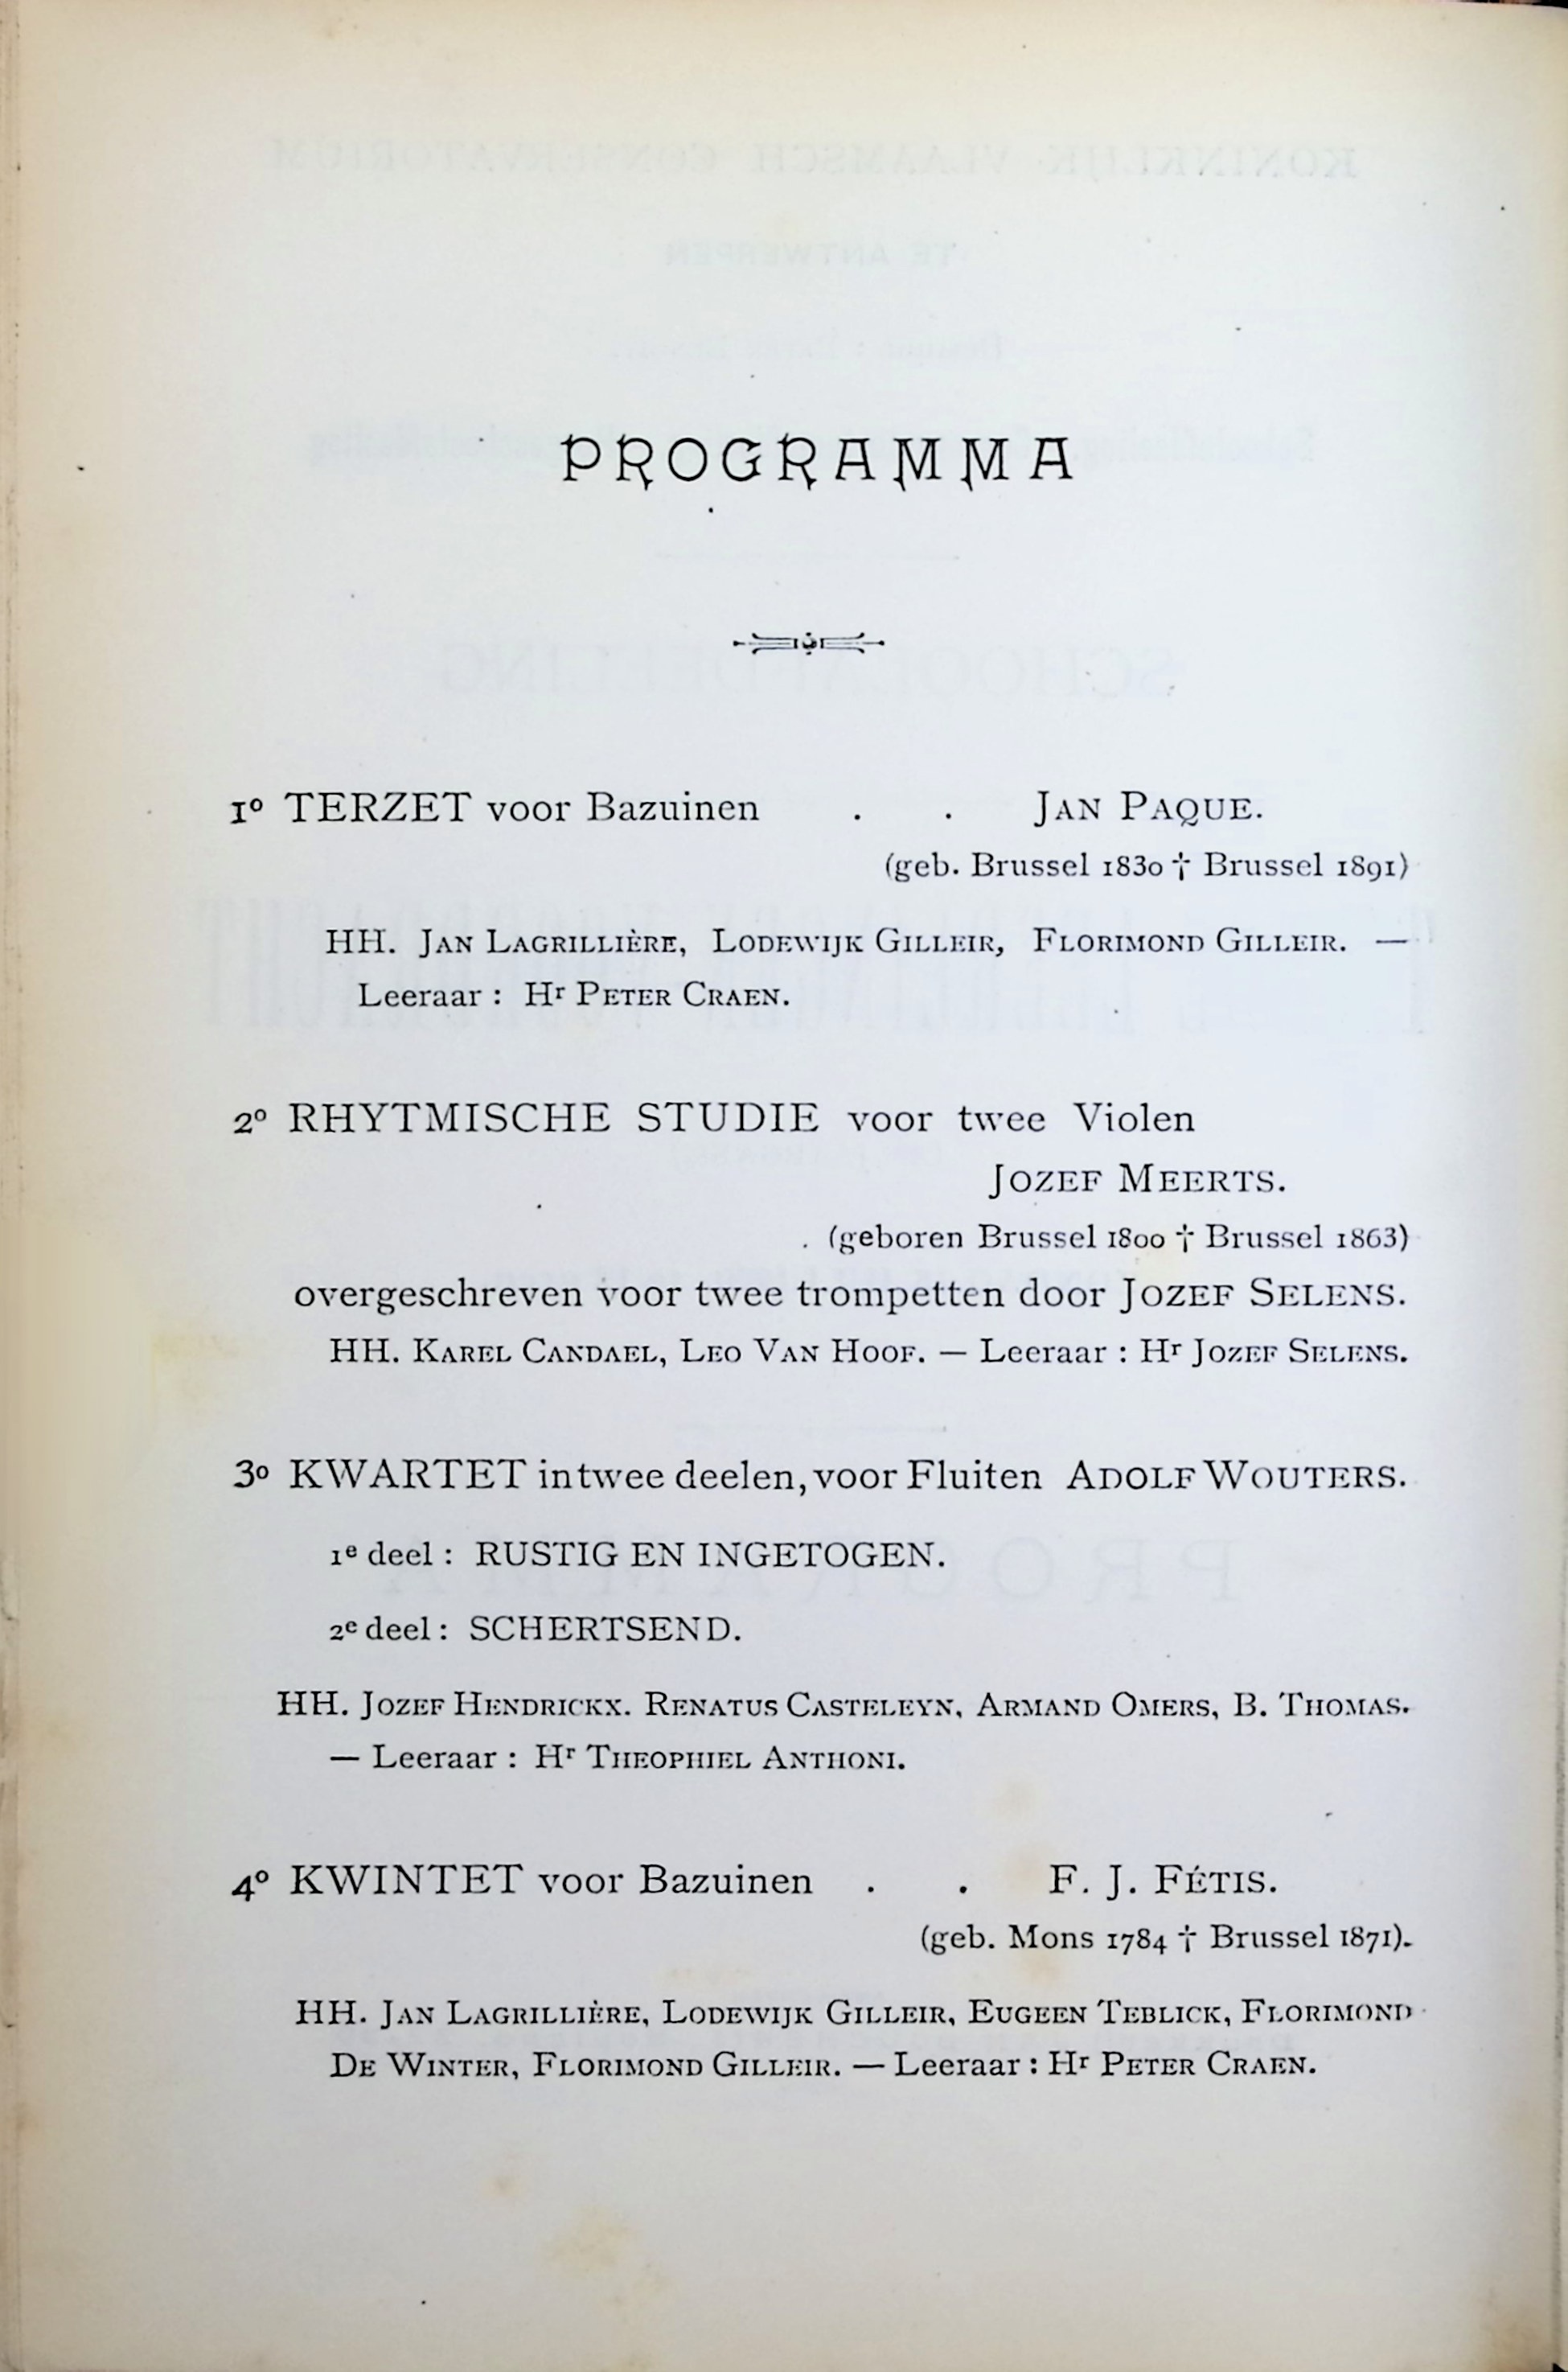 PROGRAMMA
1º TERZET voor Bazuinen . . JAN PAQUE.
(geb. Brussel 1830 † Brussel 1891)
HH. JAN LAGRILLIÈRE, LODEWIJK GILLEIR, FLORIMOND GILLEIR. —
Leeraar : Hr PETER CRAEN.
2º RHYTMISCHE STUDIE voor twee Violen
JOZEF MEERTS.
(geboren Brussel 1800 † Brussel 1863)
overgeschreven voor twee trompetten door JOZEF SELENS.
HH. KAREL CANDAEL, LEO VAN HOOF. — Leeraar : Hr JOZEF SELENS.
3º KWARTET in twee deelen, voor Fluiten ADOLF WOUTERS.
1e deel : RUSTIG EN INGETOGEN.
2e deel : SCHERTSEND.
HH. JOZEF HENDRICKX. RENATUS CASTELEYN, ARMAND OMERS, B. THOMAS.
— Leeraar : Hr THEOPHIEL ANTHONI.
4º KWINTET voor Bazuinen . . F. J. FÉTIS.
(geb. Mons 1784 † Brussel 1871).
HH. JAN LAGRILLIÈRE, LODEWIJK GILLEIR, EUGEEN TEBLICK, FLORIMOND
DE WINTER, FLORIMOND GILLEIR. — Leeraar : Hr PETER CRAEN.